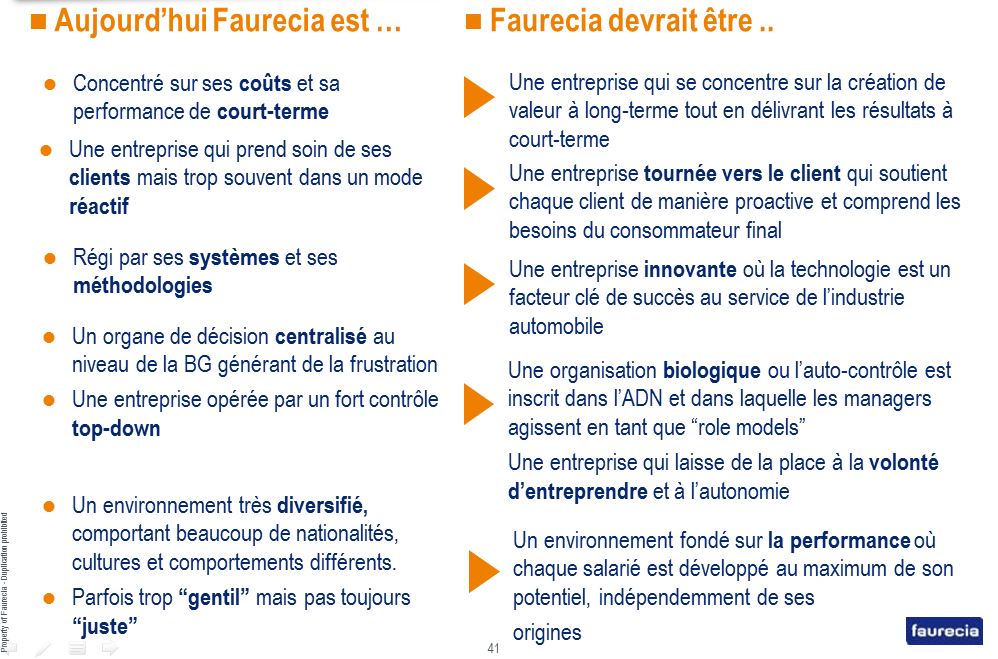 Aujourd’hui Faurecia est …
Concentré sur ses coûts et sa
performance de court-terme
Une entreprise qui prend soin de ses
clients mais trop souvent dans un mode
réactif
Régi par ses systèmes et ses
méthodologies
Un organe de décision centralisé au
niveau de la BG générant de la frustration
Une entreprise opérée par un fort contrôle
top-down
Un environnement très diversifié,
comportant beaucoup de nationalités,
cultures et comportements différents.
Parfois trop “gentil” mais pas toujours
“juste”
Faurecia devrait être ..
Une entreprise qui se concentre sur la création de
valeur à long-terme tout en délivrant les résultats à
court-terme
Une entreprise tournée vers le client qui soutient
chaque client de manière proactive et comprend les
besoins du consommateur final
Une entreprise innovante où la technologie est un
facteur clé de succès au service de l’industrie
automobile
Une organisation biologique ou l’auto-contrôle est
inscrit dans l’ADN et dans laquelle les managers
agissent en tant que “role models”
Une entreprise qui laisse de la place à la volonté
d’entreprendre et à l’autonomie
Un environnement fondé sur la performance où
chaque salarié est développé au maximum de son
potentiel, indépendemment de ses
origines
Property of Faurecia - Duplication prohibited
41
faurecia